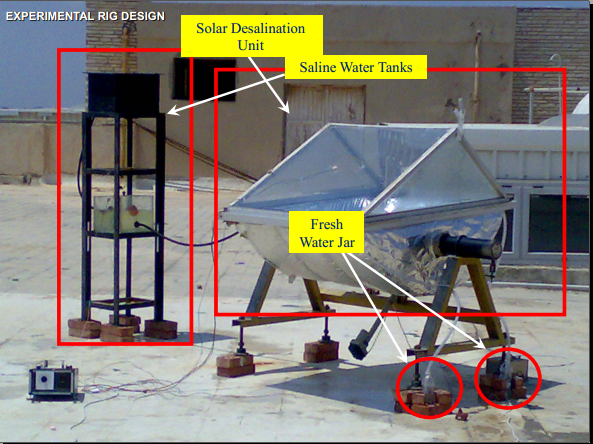 EXPERIMENTAL RIG DESIGN
Solar Desalination
Unit
Saline Water Tanks
Fresh
Water Jar